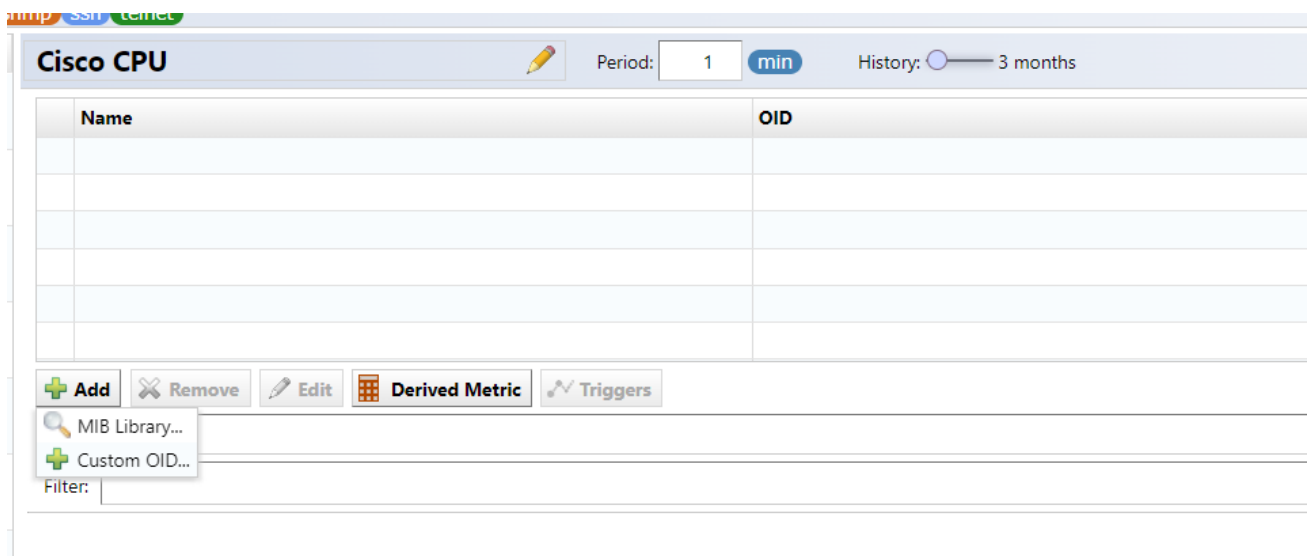 snmp ssh telnet
Cisco CPU Period: 1 min History: 3 months
Name OID
Add Remove Edit Derived Metric Triggers
MIB Library...
Custom OID...
Filter: